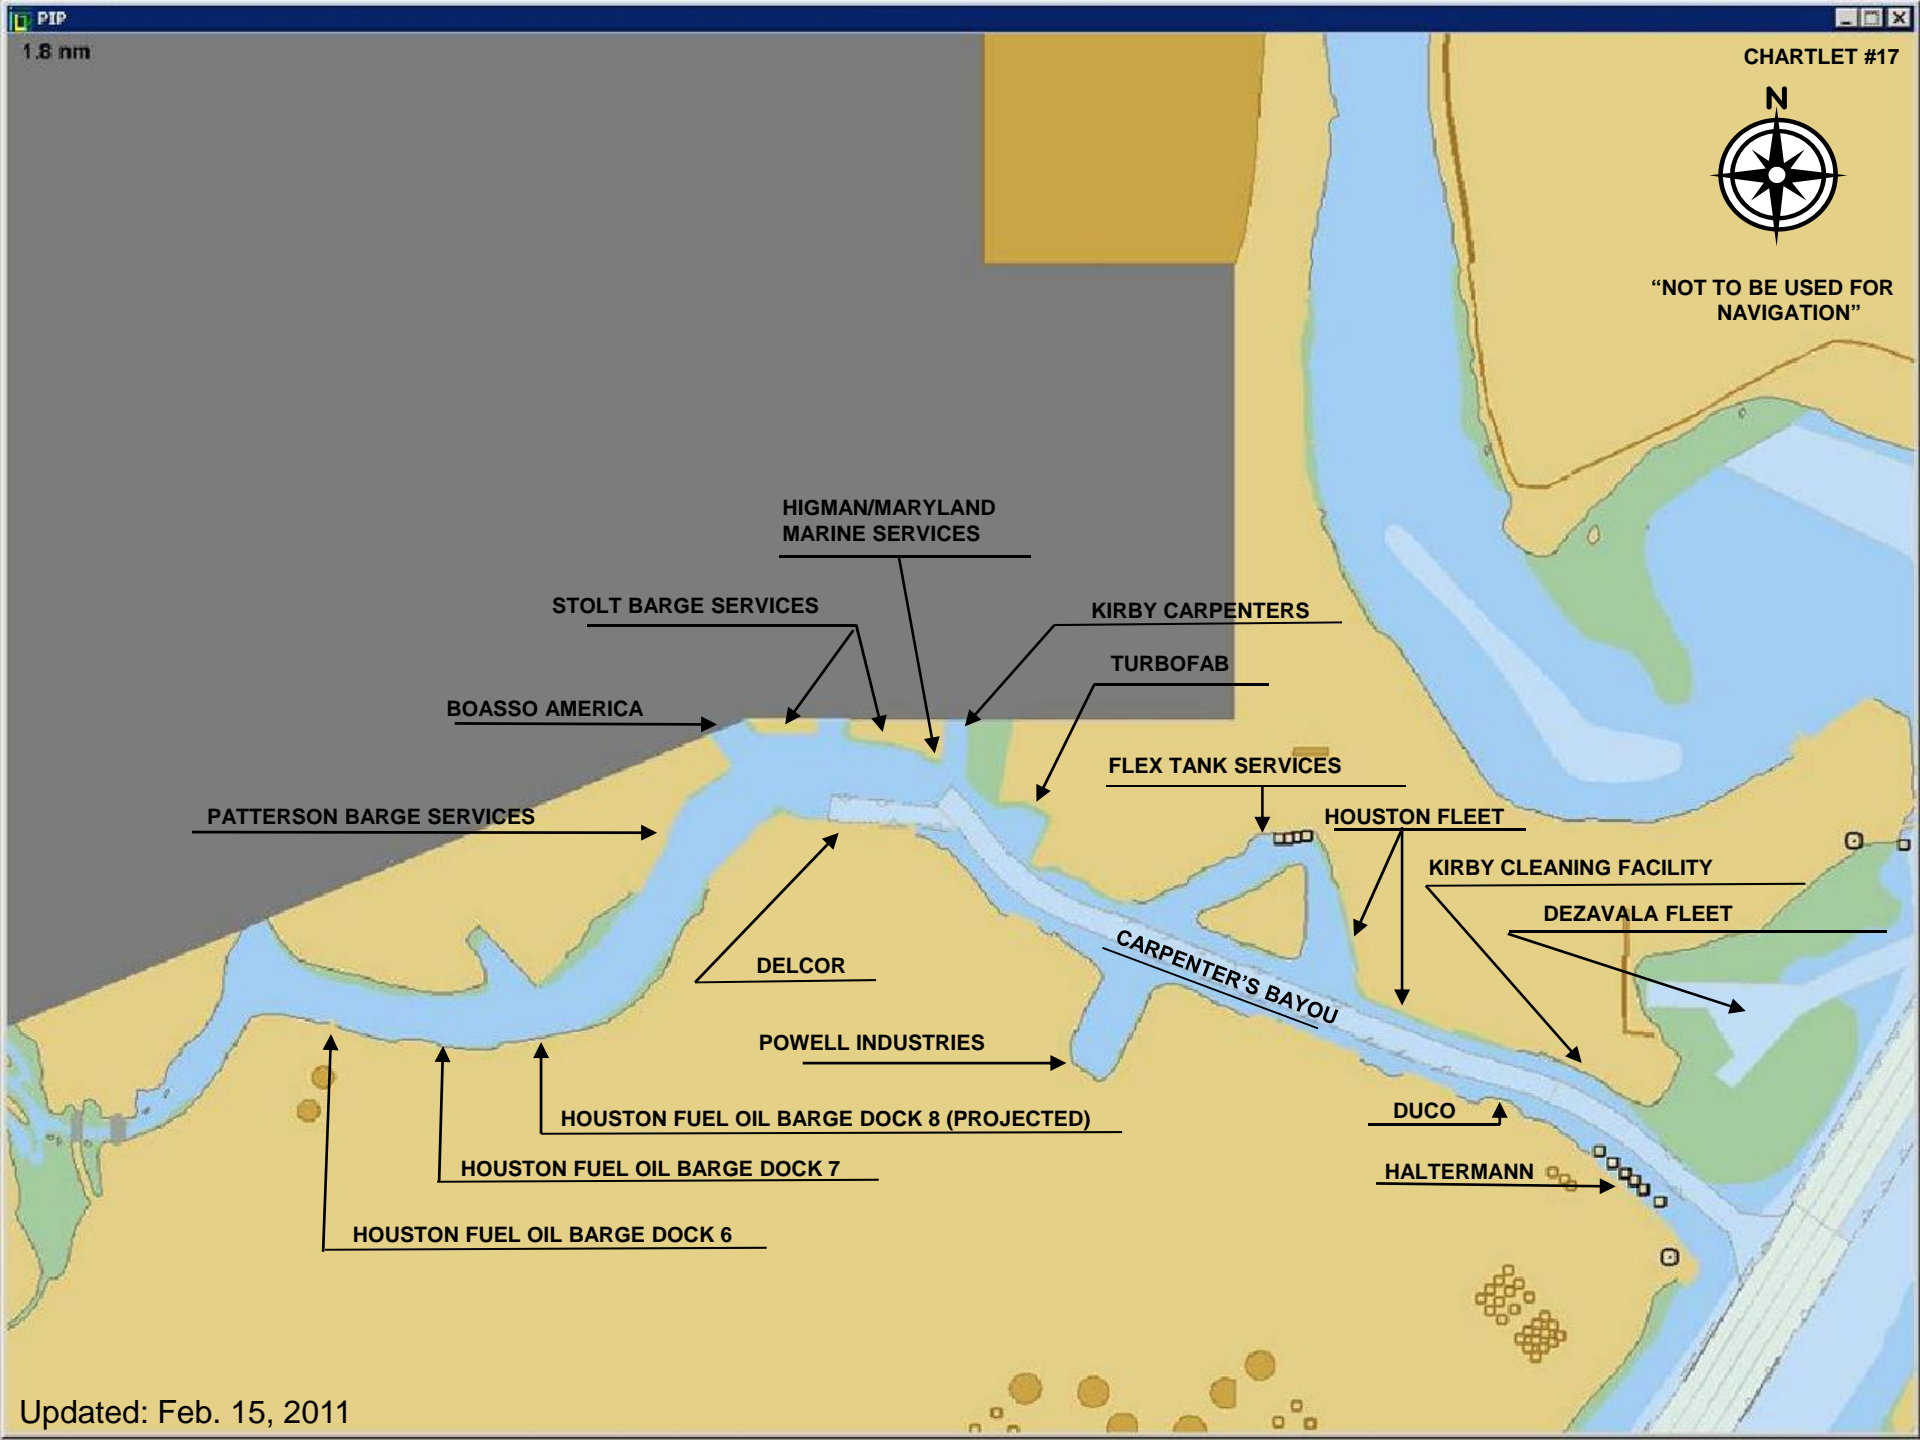 PIP
1.8 nm
CHARTLET #17
N
“NOT TO BE USED FOR
NAVIGATION”
HIGMAN/MARYLAND
MARINE SERVICES
STOLT BARGE SERVICES
KIRBY CARPENTERS
TURBOFAB
BOASSO AMERICA
FLEX TANK SERVICES
PATTERSON BARGE SERVICES
HOUSTON FLEET
KIRBY CLEANING FACILITY
DEZAVALA FLEET
DELCOR
CARPENTER’S BAYOU
POWELL INDUSTRIES
HOUSTON FUEL OIL BARGE DOCK 8 (PROJECTED)
DUCO
HOUSTON FUEL OIL BARGE DOCK 7
HALTERMANN
HOUSTON FUEL OIL BARGE DOCK 6
Updated: Feb. 15, 2011